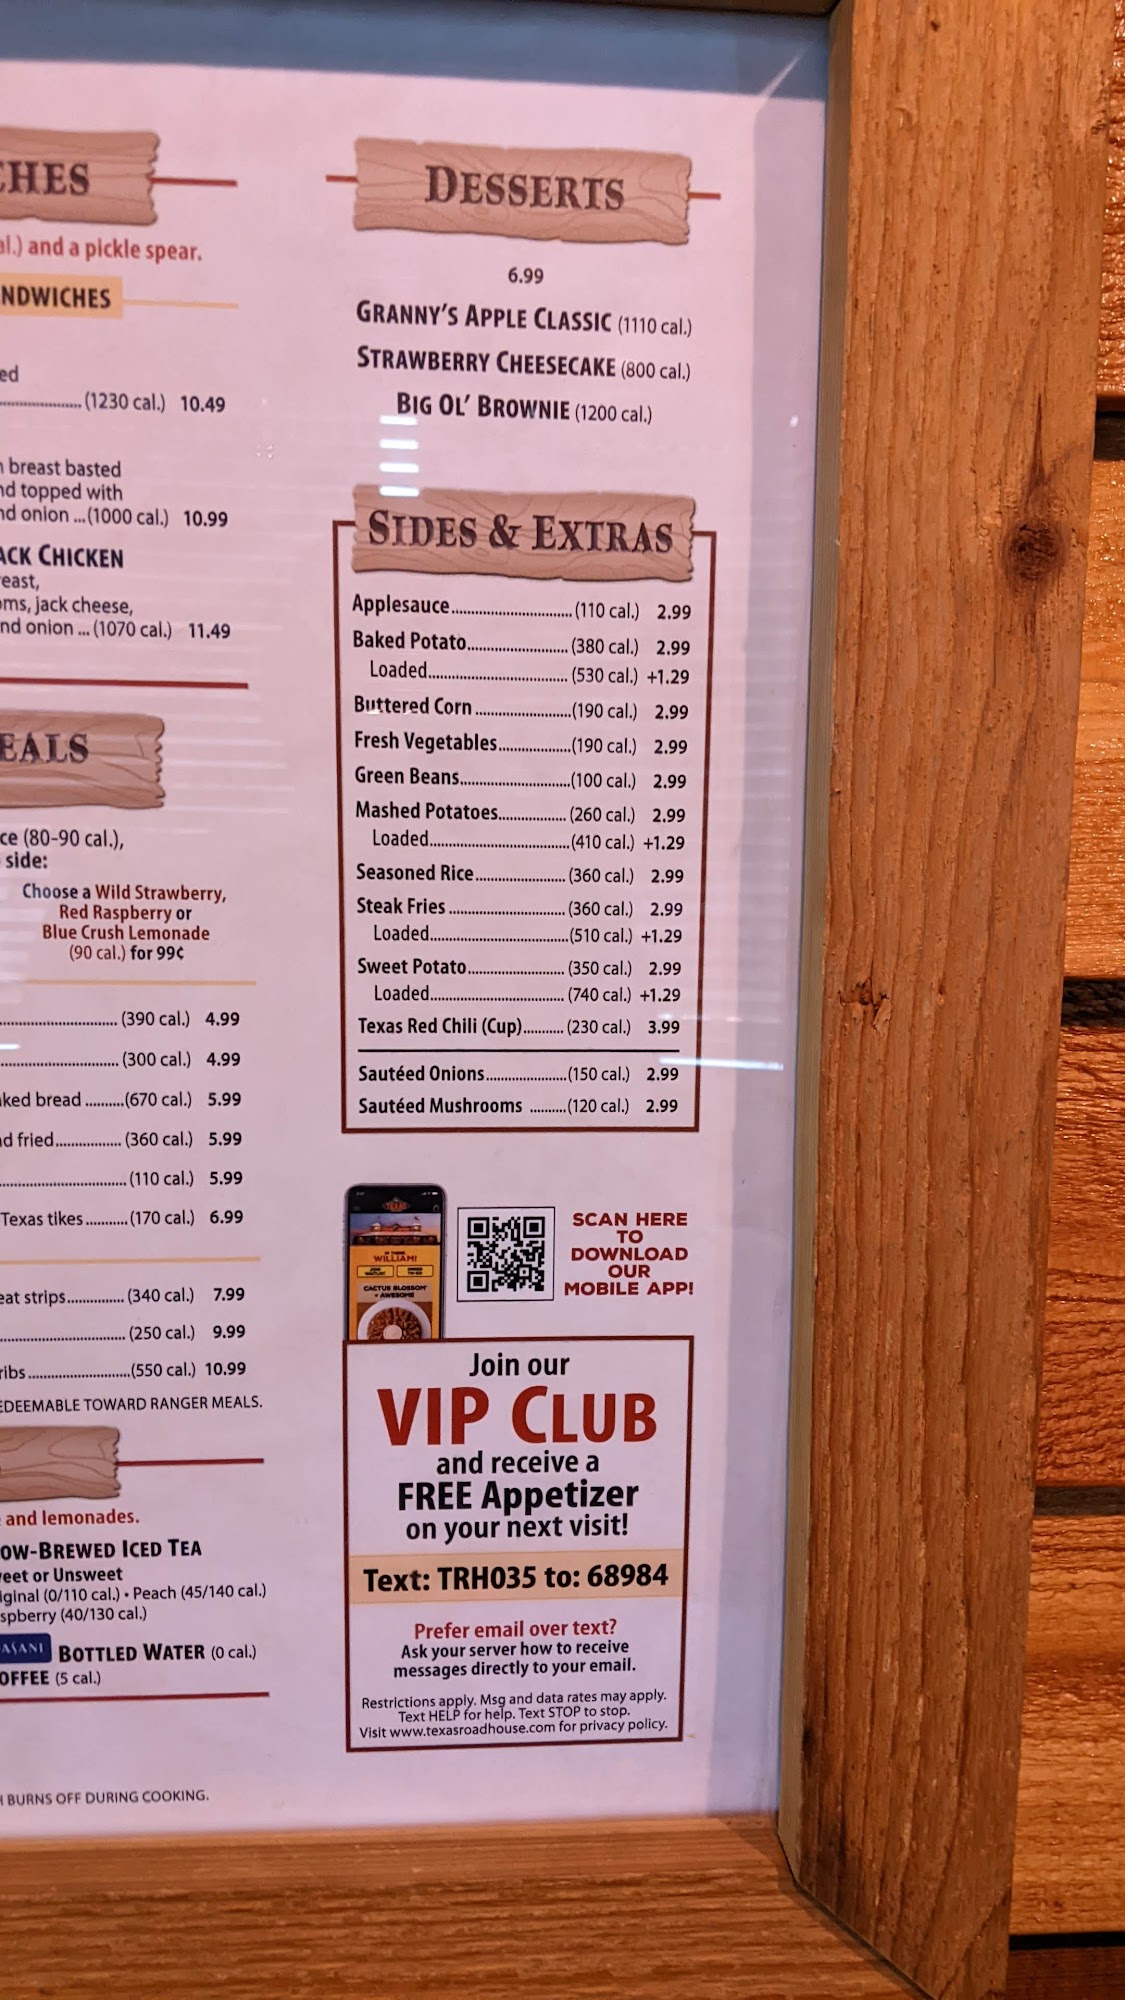 al.) and a pickle spear.
NDWICHES
ed
(1230 cal.) 10.49
breast basted
topped with
onion ...(1000 cal.) 10.99
CHICKEN
jack cheese,
onion ... (1070 cal.) 11.49
(80-90 cal.),
side:
Choose a Wild Strawberry,
Red Raspberry or
Blue Crush Lemonade
(90 cal.) for 99¢
(390 cal.) 4.99
(300 cal.) 4.99
bread .........(670 cal.) 5.99
fried................ (360 cal.) 5.99
(110 cal.) 5.99
Texas tikes...........(170 cal.) 6.99
strips.............. (340 cal.) 7.99
(250 cal.) 9.99
(550 cal.) 10.99
EDEEMABLE TOWARD RANGER MEALS.
and lemonades.
OW-BREWED ICED TEA
eet or Unsweet
iginal (0/110 cal.) • Peach (45/140 cal.)
spberry (40/130 cal.)
ASANI BOTTLED WATER (0 cal.)
OFFEE (5 cal.)
BURNS OFF DURING COOKING.
DESSERTS
6.99
GRANNY'S APPLE CLASSIC (1110 cal.)
STRAWBERRY CHEESECAKE (800 cal.)
BIG OL' BROWNIE (1200 cal.)
SIDES & EXTRAS
Applesauce............................. (110 cal.) 2.99
Baked Potato......................... (380 cal.) 2.99
Loaded................................... (530 cal.) +1.29
Buttered Corn ........................(190 cal.) 2.99
Fresh Vegetables..................(190 cal.) 2.99
Green Beans...........................(100 cal.) 2.99
Mashed Potatoes................. (260 cal.) 2.99
Loaded...................................(410 cal.) +1.29
Seasoned Rice...................... (360 cal.) 2.99
Steak Fries ............................. (360 cal.) 2.99
Loaded...................................(510 cal.) +1.29
Sweet Potato........................ (350 cal.) 2.99
Loaded.................................. (740 cal.) +1.29
Texas Red Chili (Cup).......... (230 cal.) 3.99
Sautéed Onions....................(150 cal.) 2.99
Sautéed Mushrooms .........(120 cal.) 2.99
WILLIAM!
CACTUS BLOSSOM
SCAN HERE
TO
DOWNLOAD
OUR
MOBILE APP!
Join our
VIP CLUB
and receive a
FREE Appetizer
on your next visit!
Text: TRH035 to: 68984
Prefer email over text?
Ask your server how to receive
messages directly to your email.
Restrictions apply. Msg and data rates may apply.
Text HELP for help. Text STOP to stop.
Visit www.texasroadhouse.com for privacy policy.